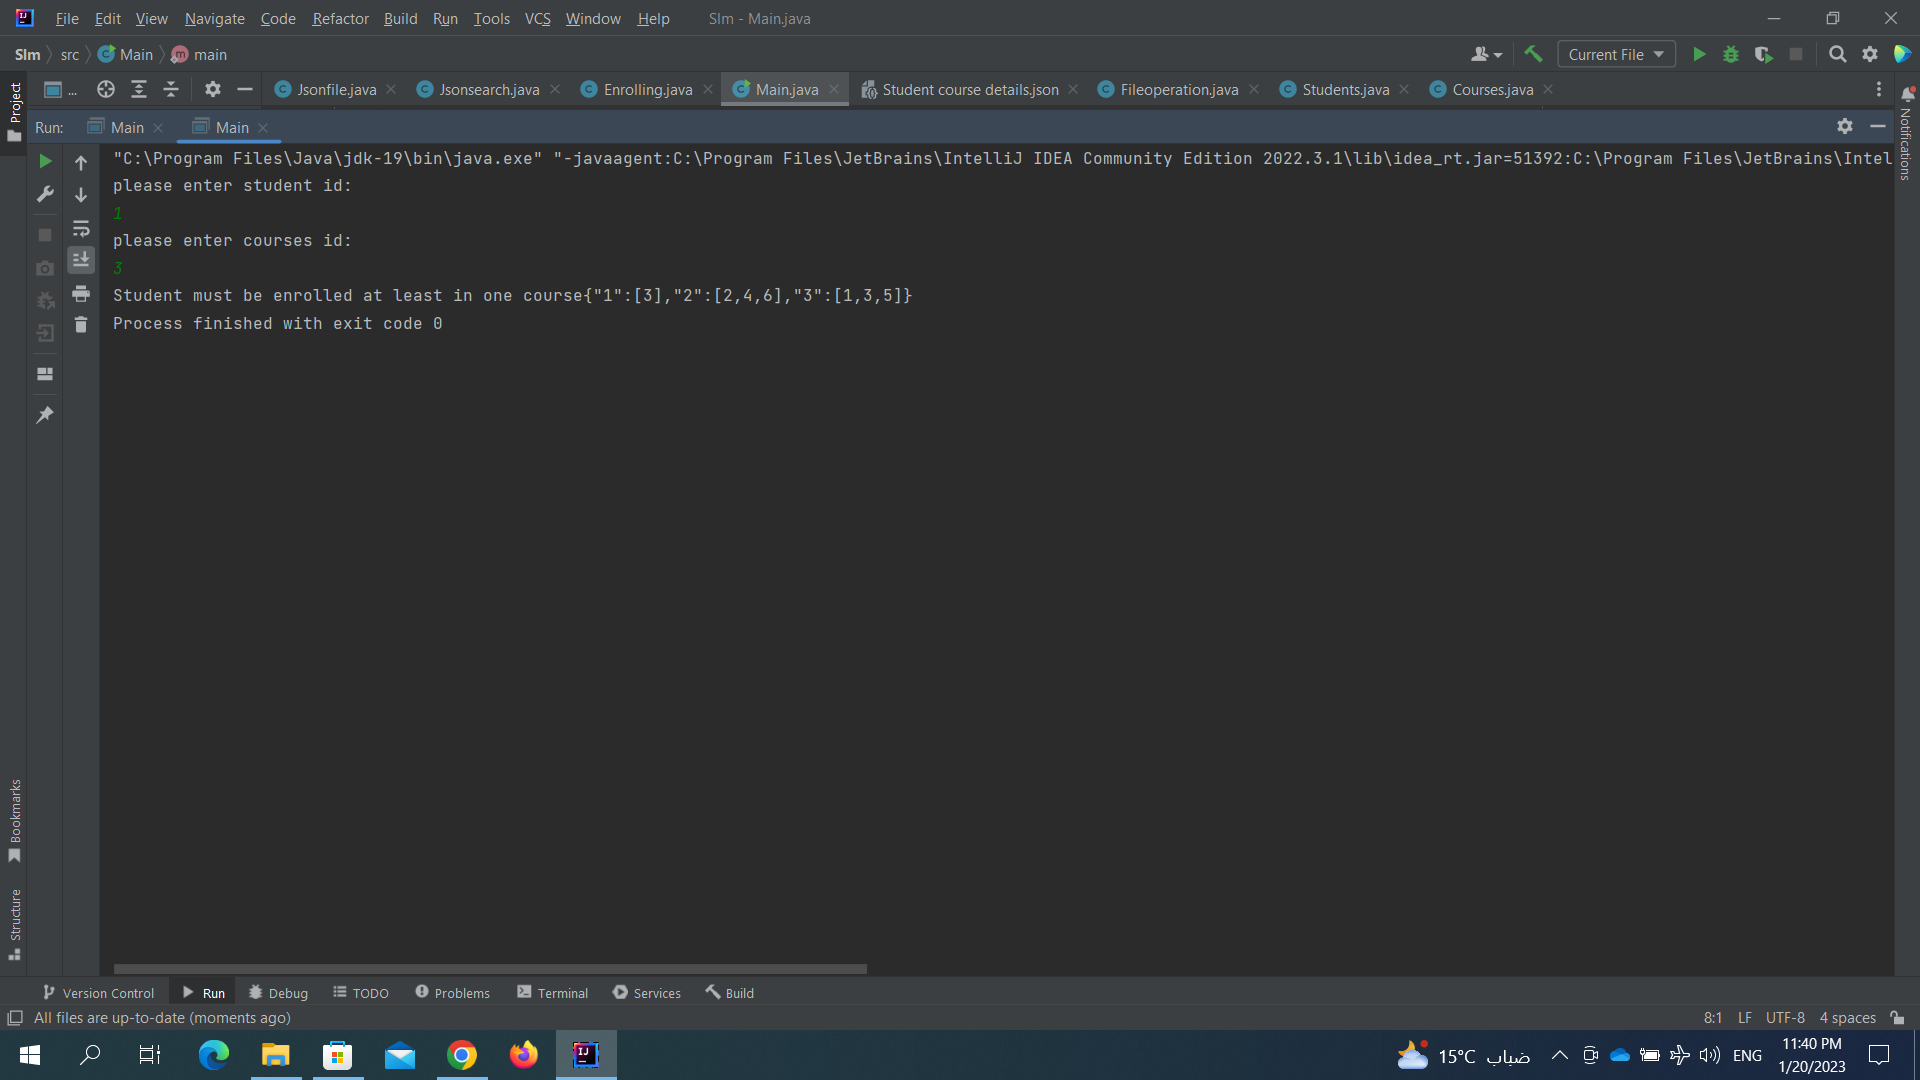 File Edit View Navigate Code Refactor Build Run Tools VCS Window Help Slm - Main.java
Slm src Main main Current File
... Jsonfile.java Jsonsearch.java Enrolling.java Main.java Student course details.json Fileoperation.java Students.java Courses.java
Project
Notifications
Run: Main Main
"C:\Program Files\Java\jdk-19\bin\java.exe" "-javaagent:C:\Program Files\JetBrains\IntelliJ IDEA Community Edition 2022.3.1\lib\idea_rt.jar=51392:C:\Program Files\JetBrains\Intel
please enter student id:
1
please enter courses id:
3
Student must be enrolled at least in one course{"1":[3],"2":[2,4,6],"3":[1,3,5]}
Process finished with exit code 0
Bookmarks
Structure
Version Control Run Debug TODO Problems Terminal Services Build
All files are up-to-date (moments ago) 8:1 LF UTF-8 4 spaces
15°C ضباب ENG 11:40 PM
1/20/2023